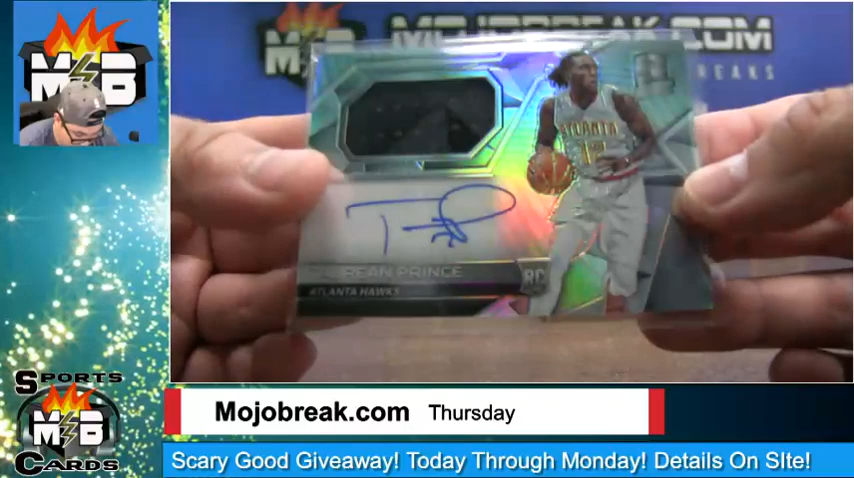 M B
MOJOBREAK.COM
BREAKS
ATLANTA
12
PRINCE
ATLANTA HAWKS
RC
SPORTS
M B
CARDS
Mojobreak.com Thursday
Scary Good Giveaway! Today Through Monday! Details On SIte!